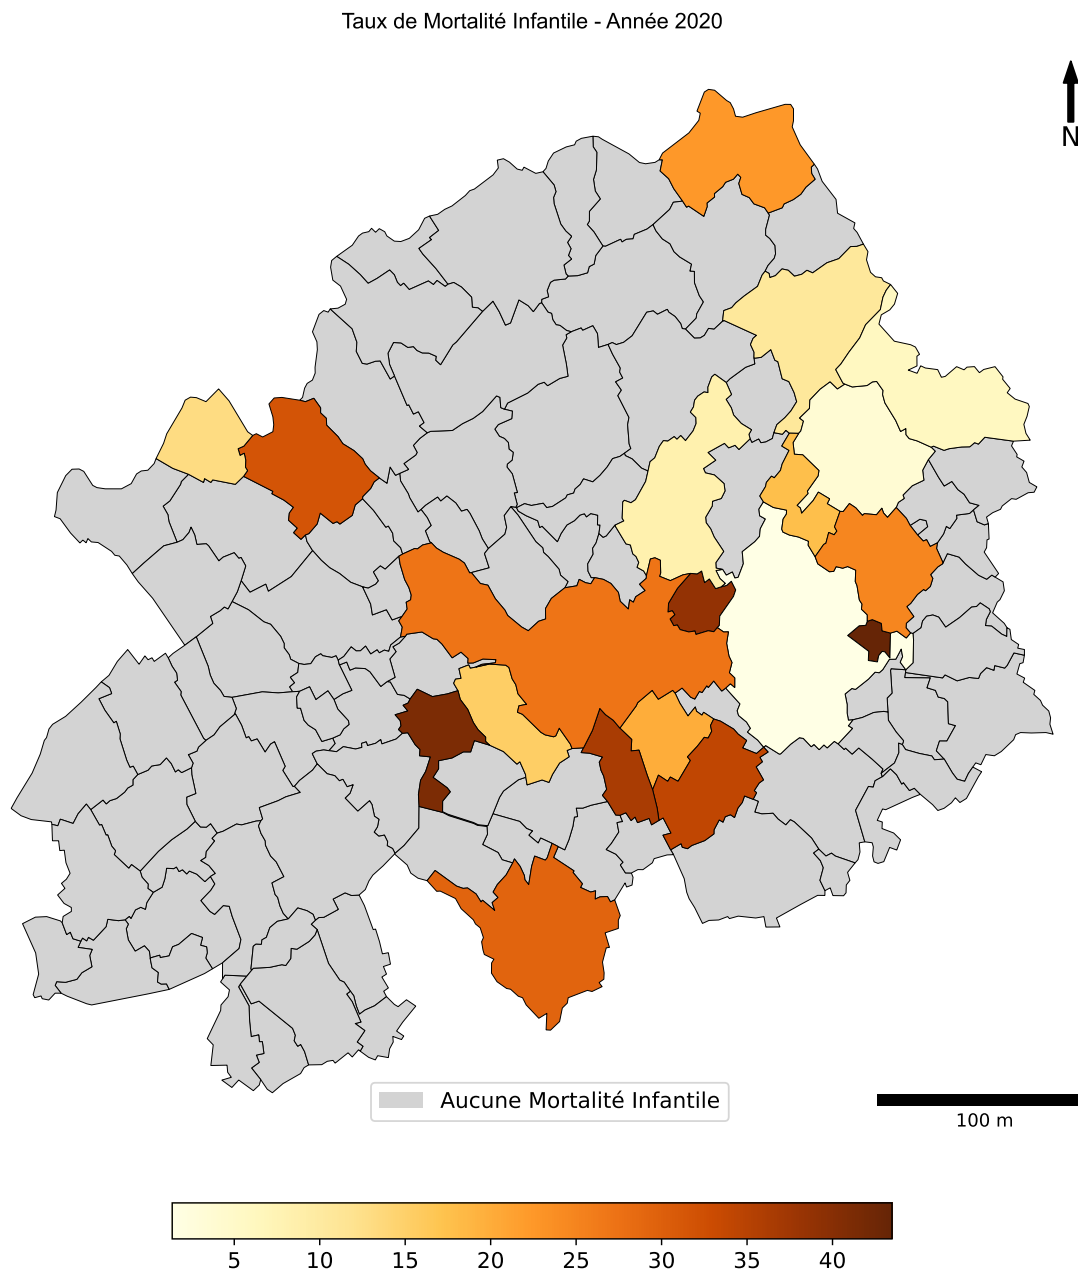 Taux de Mortalité Infantile - Année 2020
N
Aucune Mortalité Infantile
100 m
5 10 15 20 25 30 35 40